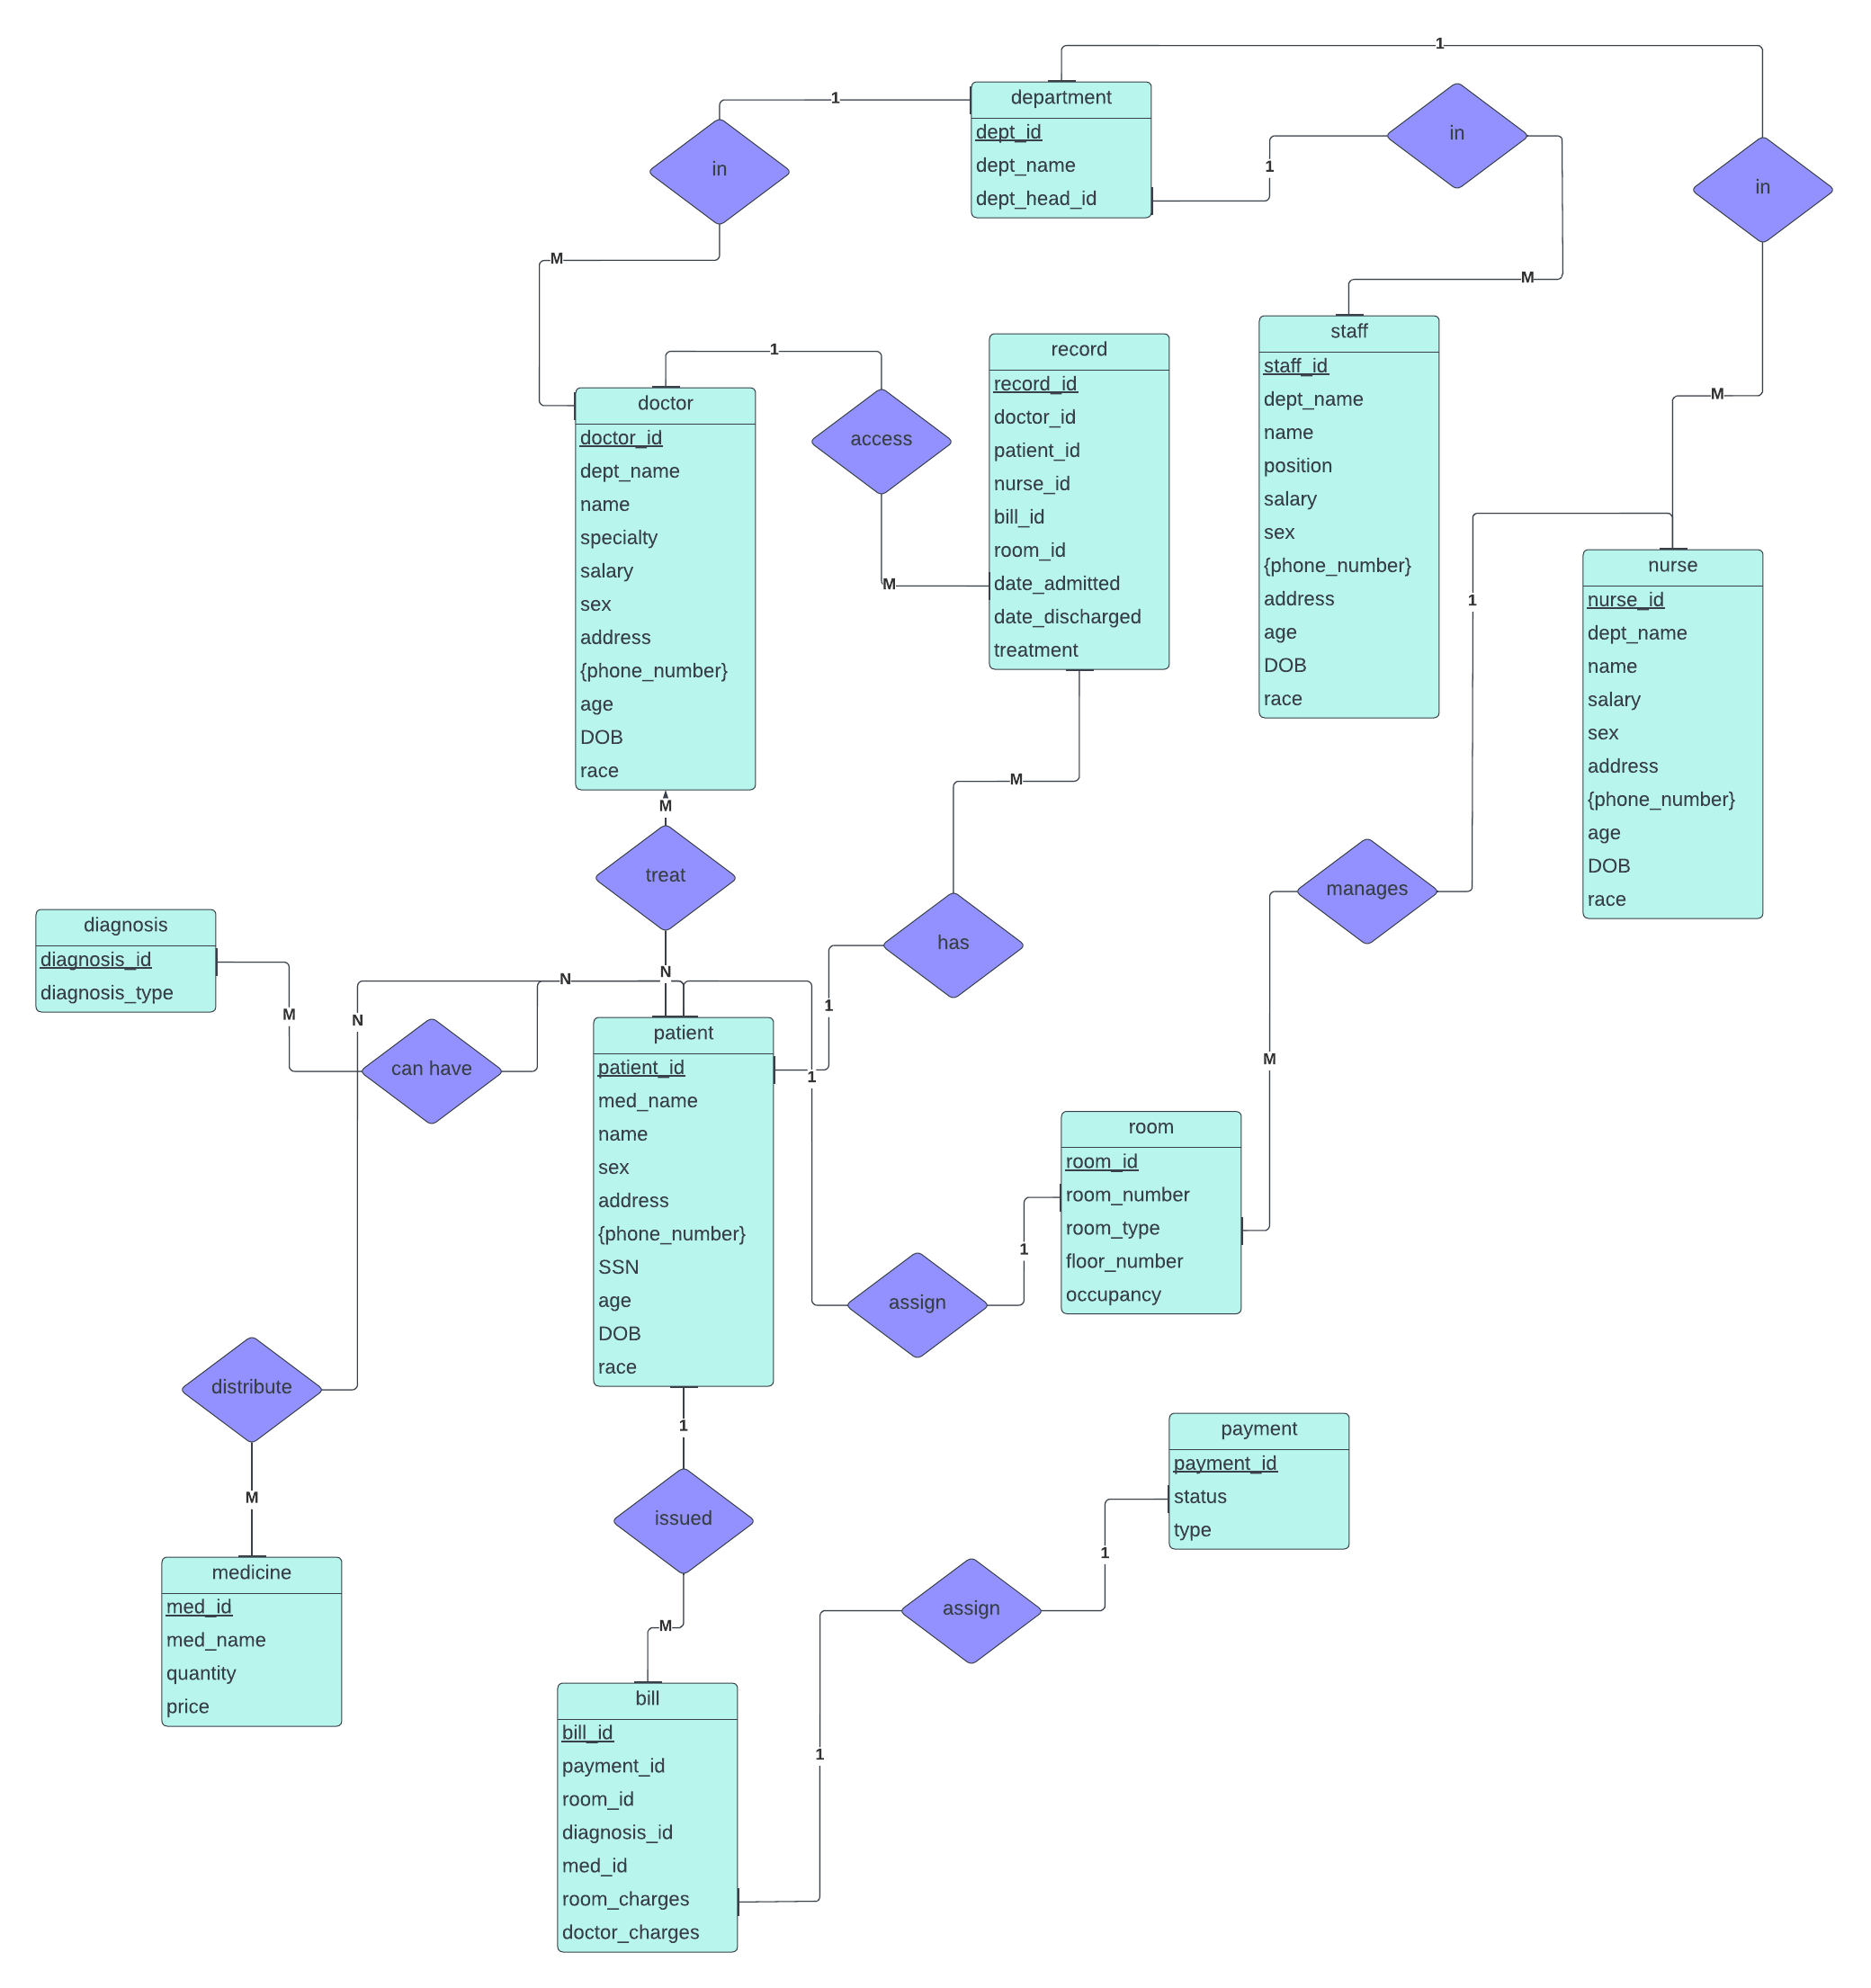 1
department
dept_id
dept_name
dept_head_id
1
in
1
in
in
M
M
staff
staff_id
dept_name
name
position
salary
sex
{phone_number}
address
age
DOB
race
record
record_id
doctor_id
patient_id
nurse_id
bill_id
room_id
date_admitted
date_discharged
treatment
1
doctor
doctor_id
dept_name
name
specialty
salary
sex
address
{phone_number}
age
DOB
race
access
M
M
nurse
nurse_id
dept_name
name
salary
sex
address
{phone_number}
age
DOB
race
1
M
M
treat
manages
diagnosis
diagnosis_id
diagnosis_type
has
N
N
M
N
1
can have
patient
patient_id
med_name
name
sex
address
{phone_number}
SSN
age
DOB
race
1
M
room
room_id
room_number
room_type
floor_number
occupancy
1
assign
distribute
1
M
issued
payment
payment_id
status
type
1
medicine
med_id
med_name
quantity
price
assign
M
bill
bill_id
payment_id
room_id
diagnosis_id
med_id
room_charges
doctor_charges
1